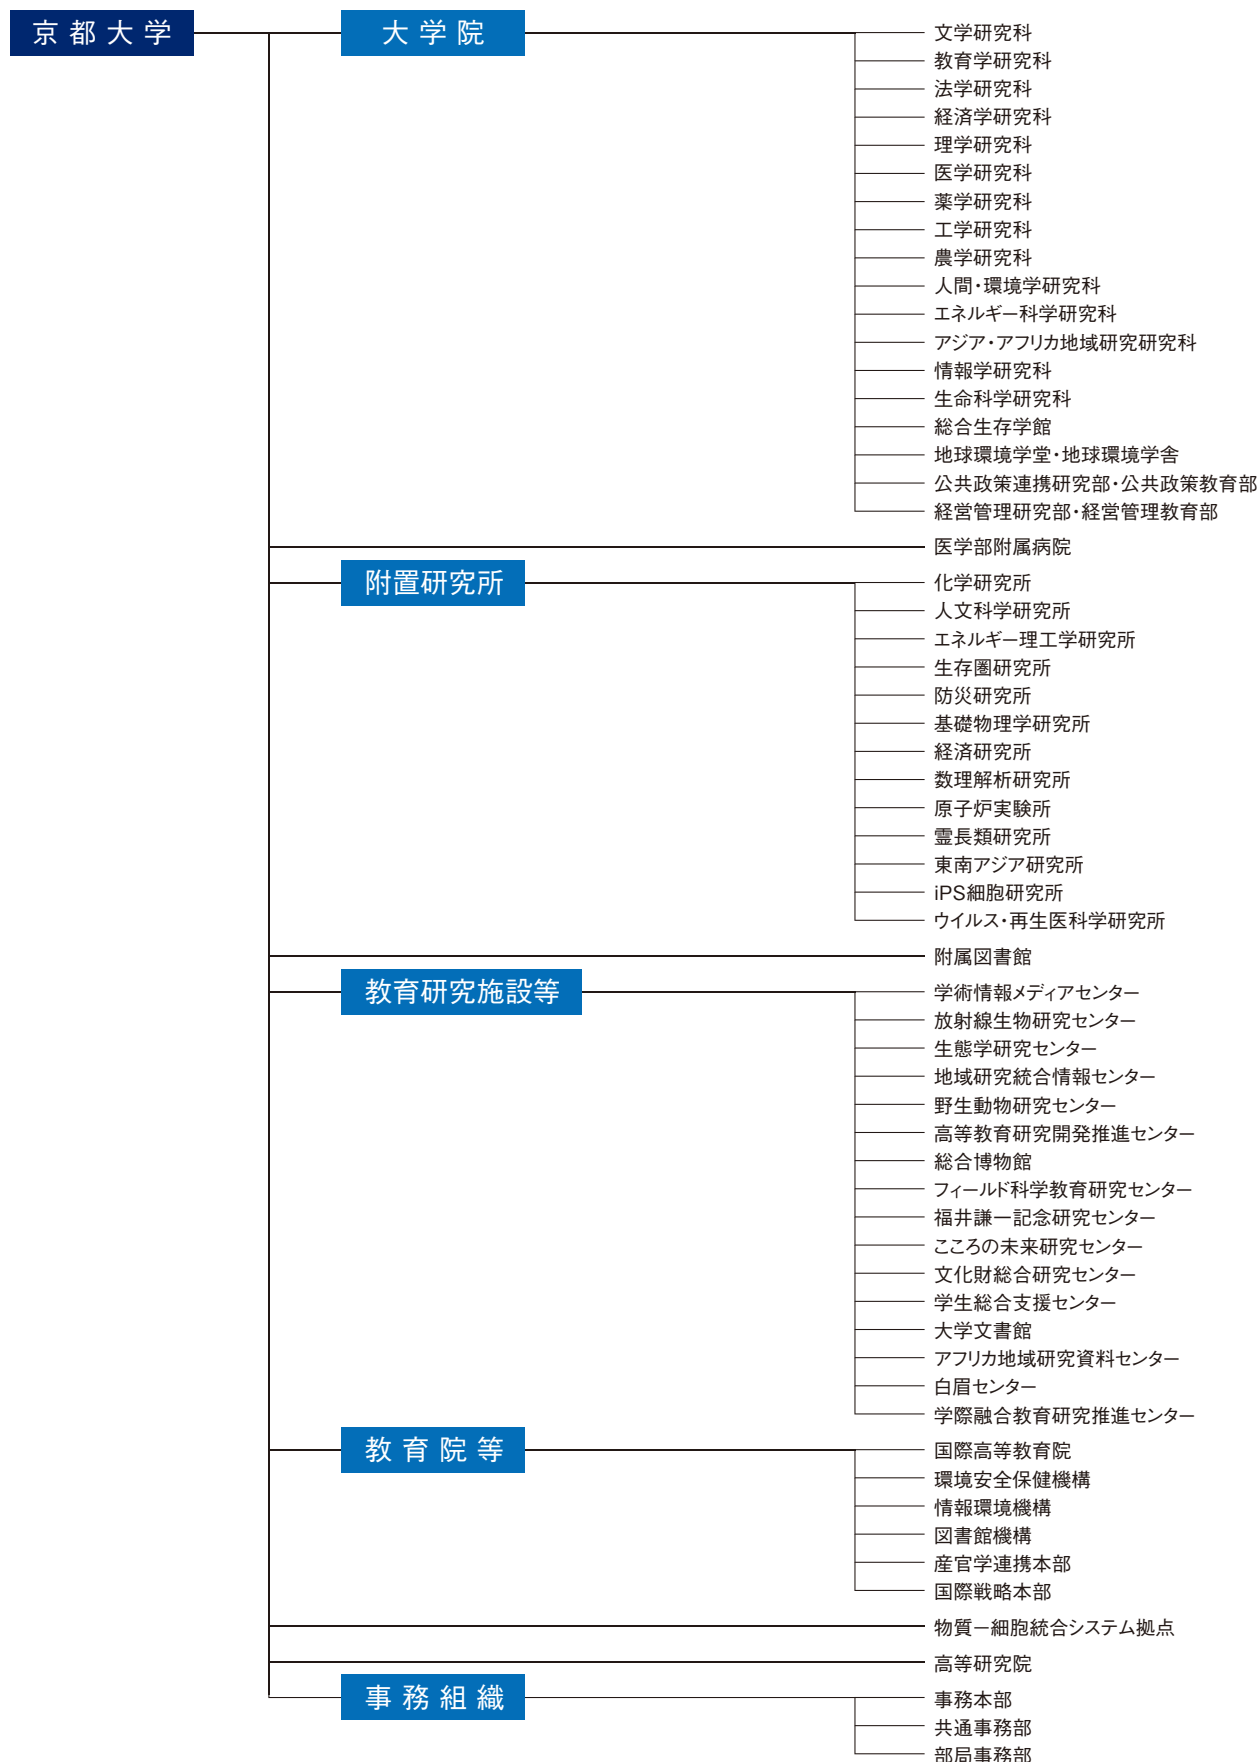 京都大学
大学院
文学研究科
教育学研究科
法学研究科
経済学研究科
理学研究科
医学研究科
薬学研究科
工学研究科
農学研究科
人間・環境学研究科
エネルギー科学研究科
アジア・アフリカ地域研究研究科
情報学研究科
生命科学研究科
総合生存学館
地球環境学堂・地球環境学舎
公共政策連携研究部・公共政策教育部
経営管理研究部・経営管理教育部
医学部附属病院
附置研究所
化学研究所
人文科学研究所
エネルギー理工学研究所
生存圏研究所
防災研究所
基礎物理学研究所
経済研究所
数理解析研究所
原子炉実験所
霊長類研究所
東南アジア研究所
iPS細胞研究所
ウイルス・再生医科学研究所
附属図書館
教育研究施設等
学術情報メディアセンター
放射線生物研究センター
生態学研究センター
地域研究統合情報センター
野生動物研究センター
高等教育研究開発推進センター
総合博物館
フィールド科学教育研究センター
福井謙一記念研究センター
こころの未来研究センター
文化財総合研究センター
学生総合支援センター
大学文書館
アフリカ地域研究資料センター
白眉センター
学際融合教育研究推進センター
教育院等
国際高等教育院
環境安全保健機構
情報環境機構
図書館機構
産官学連携本部
国際戦略本部
物質－細胞統合システム拠点
高等研究院
事務組織
事務本部
共通事務部
部局事務部